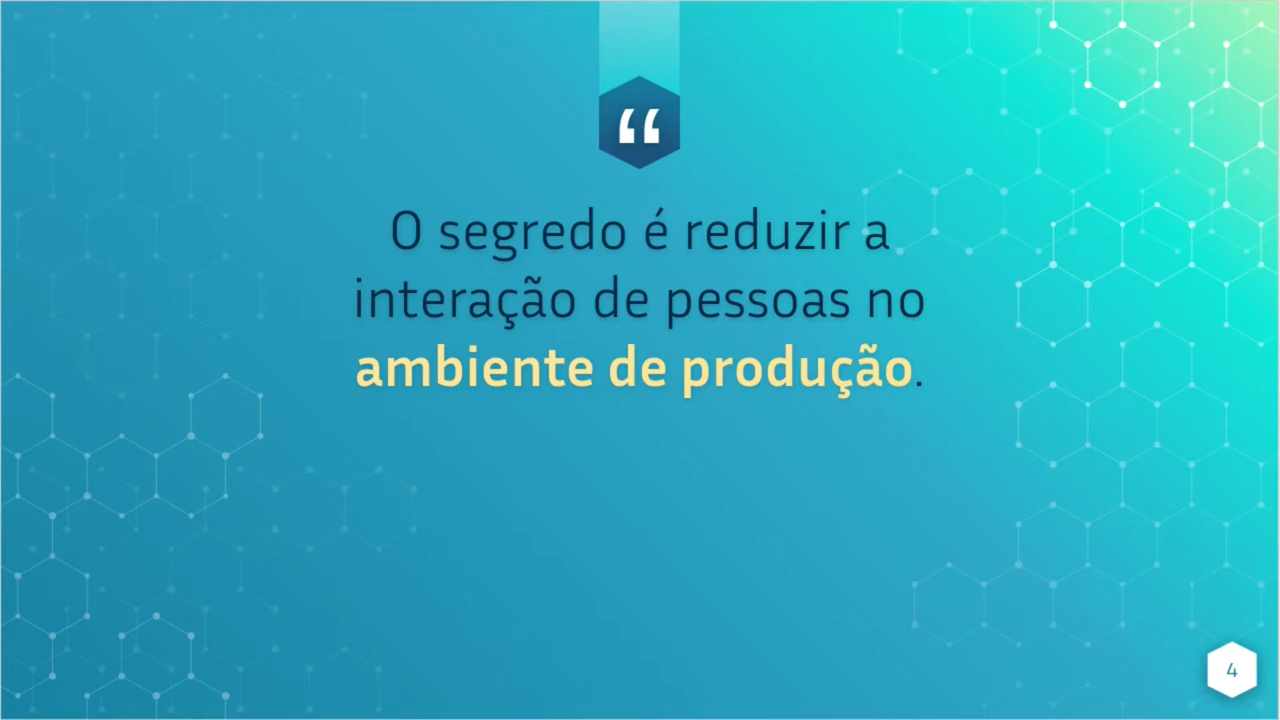 “
O segredo é reduzir a
interação de pessoas no
ambiente de produção.
4